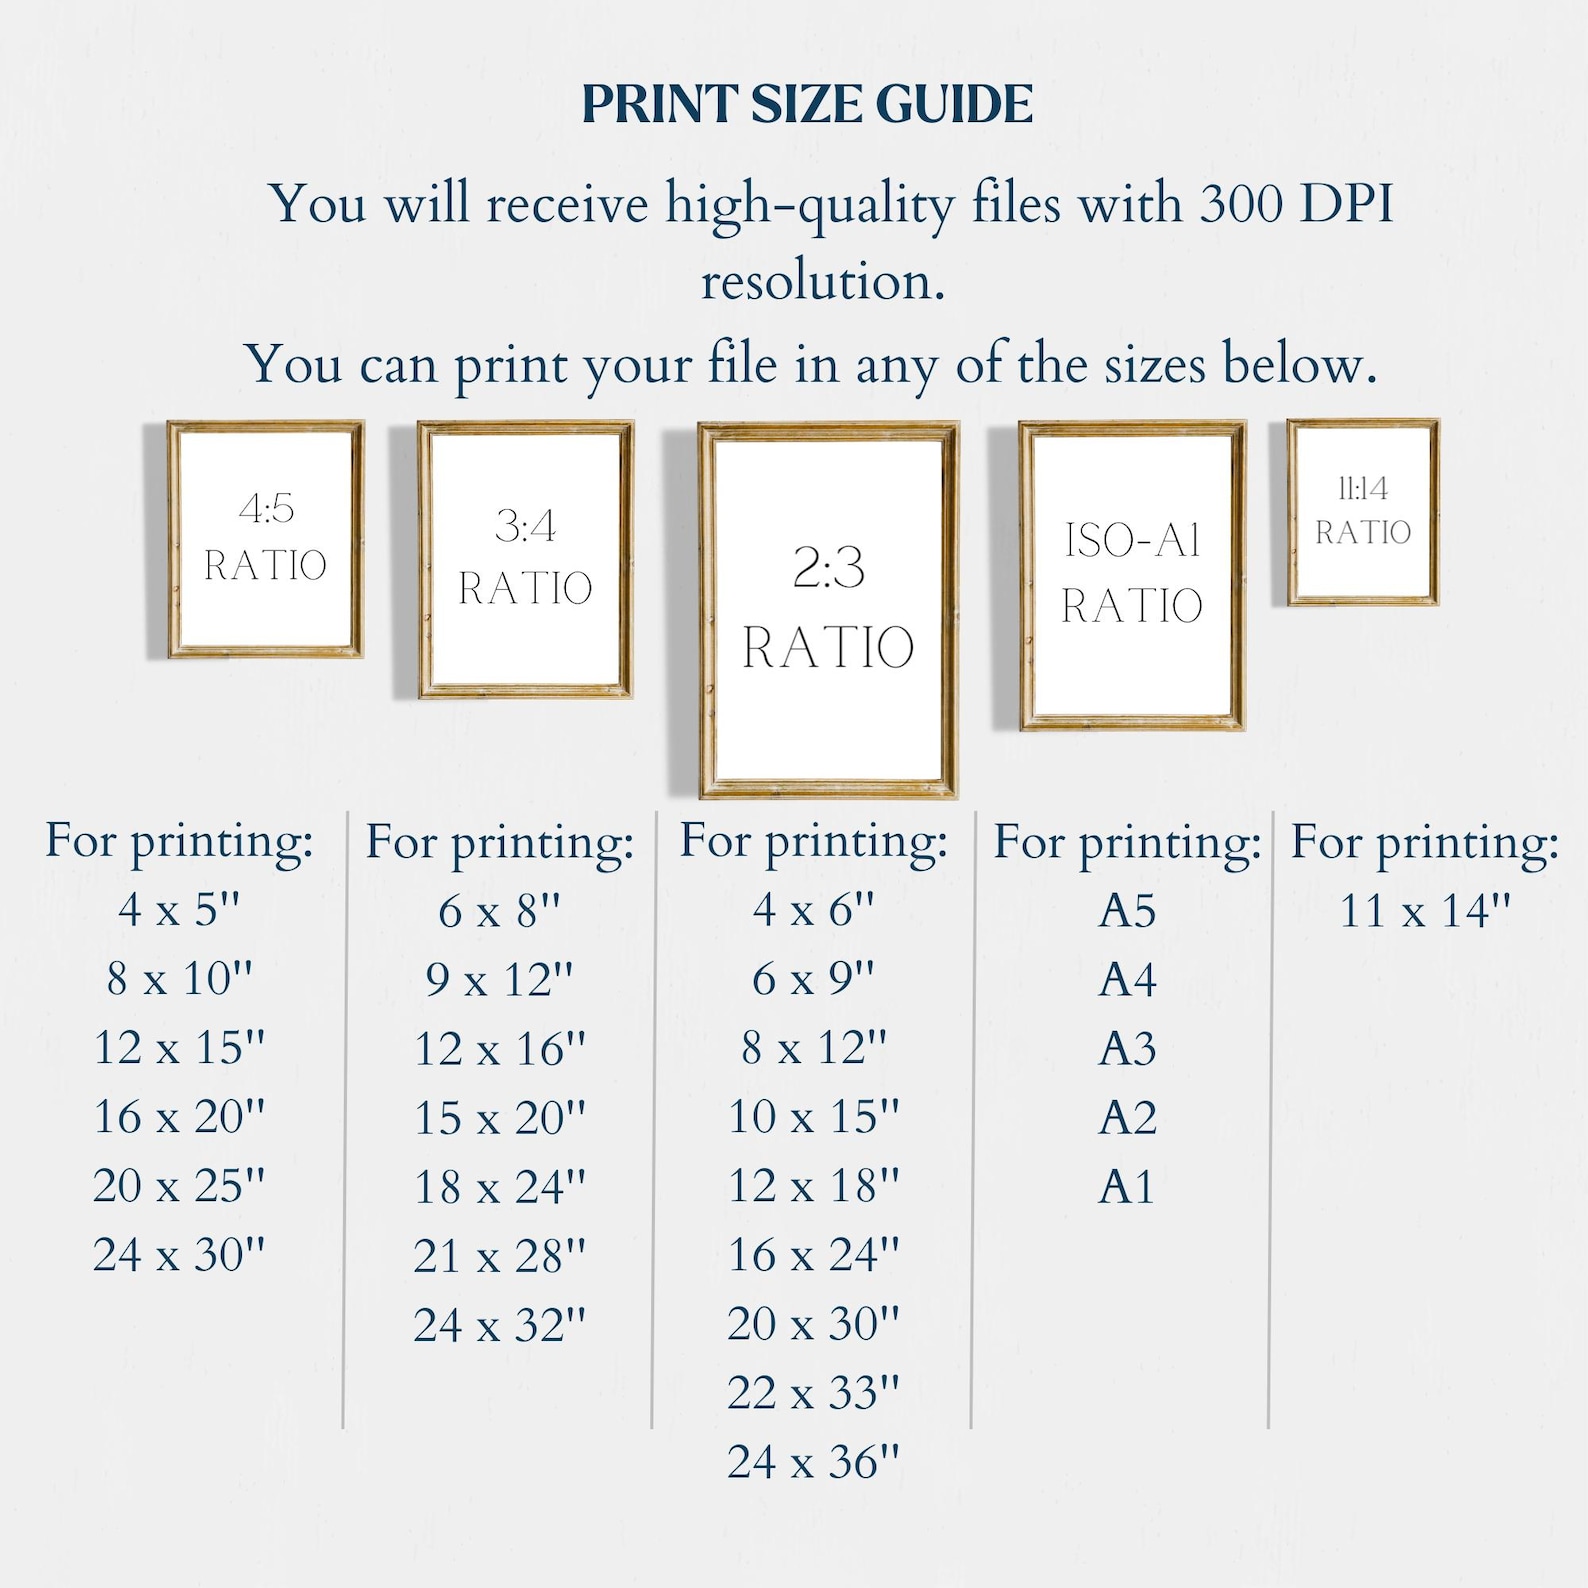 PRINT SIZE GUIDE
You will receive high-quality files with 300 DPI
resolution.
You can print your file in any of the sizes below.
4:5
RATIO
3:4
RATIO
2:3
RATIO
ISO-A1
RATIO
11:14
RATIO
For printing:
4 x 5"
8 x 10"
12 x 15"
16 x 20"
20 x 25"
24 x 30"
For printing:
6 x 8"
9 x 12"
12 x 16"
15 x 20"
18 x 24"
21 x 28"
24 x 32"
For printing:
4 x 6"
6 x 9"
8 x 12"
10 x 15"
12 x 18"
16 x 24"
20 x 30"
22 x 33"
24 x 36"
For printing:
A5
A4
A3
A2
A1
For printing:
11 x 14"